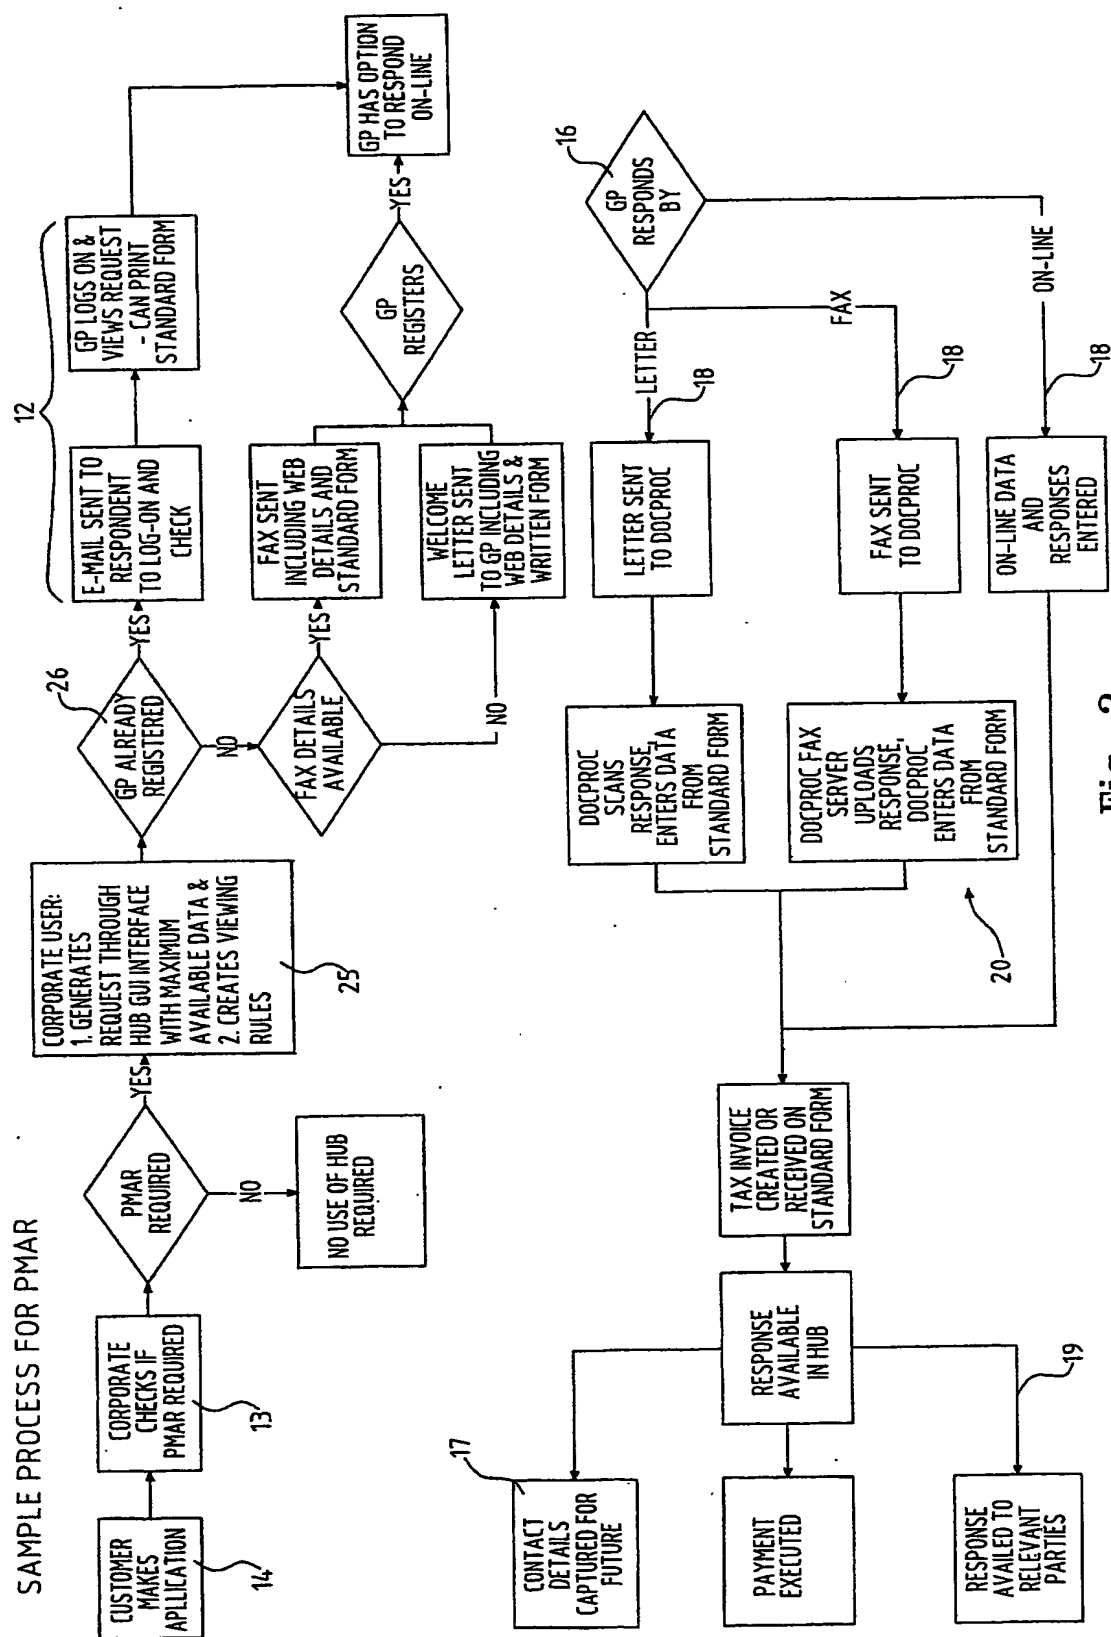 SAMPLE PROCESS FOR PMAR
CUSTOMER
MAKES
APLLICATION
14
CORPORATE
CHECKS IF
PMAR REQUIRED
13
PMAR
REQUIRED
YES
NO
NO USE OF HUB
REQUIRED
CORPORATE USER:
1. GENERATES
REQUEST THROUGH
HUB GUI INTERFACE
WITH MAXIMUM
AVAILABLE DATA &
2. CREATES VIEWING
RULES
25
GP ALREADY
REGISTERED
26
YES
NO
FAX DETAILS
AVAILABLE
YES
NO
12
E-MAIL SENT TO
RESPONDENT
TO LOG-ON AND
CHECK
GP LOGS ON &
VIEWS REQUEST
- CAN PRINT
STANDARD FORM
FAX SENT
INCLUDING WEB
DETAILS AND
STANDARD FORM
WELCOME
LETTER SENT
TO GP INCLUDING
WEB DETAILS &
WRITTEN FORM
GP
REGISTERS
YES
GP HAS OPTION
TO RESPOND
ON-LINE
16
GP
RESPONDS
BY
LETTER
18
FAX
18
ON-LINE
18
LETTER SENT
TO DOCPROC
FAX SENT
TO DOCPROC
ON-LINE DATA
AND
RESPONSES
ENTERED
DOCPROC
SCANS
RESPONSE,
ENTERS DATA
FROM
STANDARD FORM
DOCPROC FAX
SERVER
UPLOADS
RESPONSE,
DOCPROC
ENTERS DATA
FROM
STANDARD FORM
20
TAX INVOICE
CREATED OR
RECEIVED ON
STANDARD FORM
RESPONSE
AVAILABLE
IN HUB
17
CONTACT
DETAILS
CAPTURED FOR
FUTURE
PAYMENT
EXECUTED
19
RESPONSE
AVAILED TO
RELEVANT
PARTIES